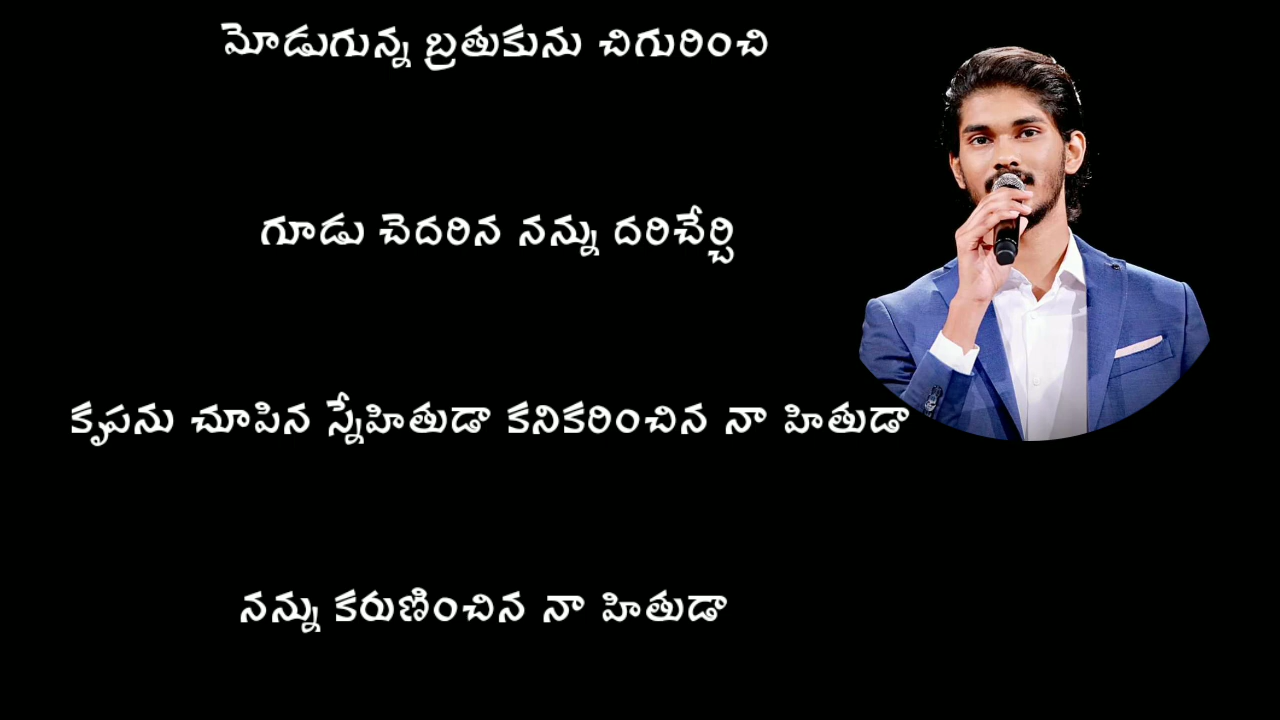 మోడుగున్న బ్రతుకును చిగురించి
గూడు చెదరిన నన్ను దరిచేర్చి
కృపను చూపిన స్నేహితుడా కనికరించిన నా హితుడా
నన్ను కరుణించిన నా హితుడా